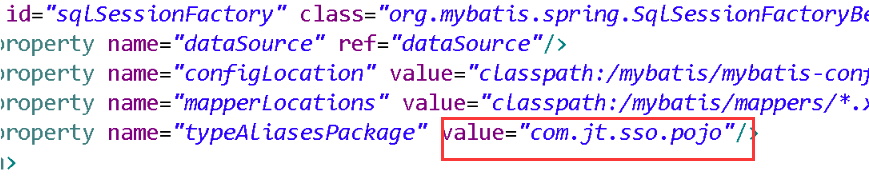 id="sqlSessionFactory" class="org.mybatis.spring.SqlSessionFactoryBe
property name="dataSource" ref="dataSource"/>
property name="configLocation" value="classpath:/mybatis/mybatis-conf
property name="mapperLocations" value="classpath:/mybatis/mappers/*.x
property name="typeAliasesPackage" value="com.jt.sso.pojo"/>
n>